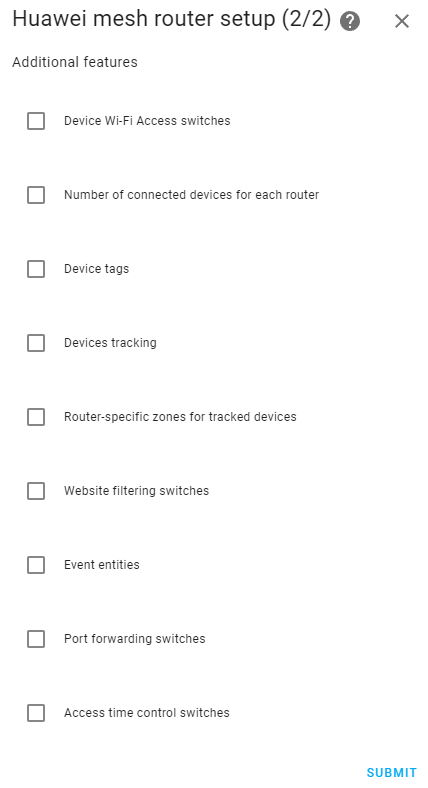 Huawei mesh router setup (2/2) ?
Additional features
Device Wi-Fi Access switches
Number of connected devices for each router
Device tags
Devices tracking
Router-specific zones for tracked devices
Website filtering switches
Event entities
Port forwarding switches
Access time control switches
SUBMIT